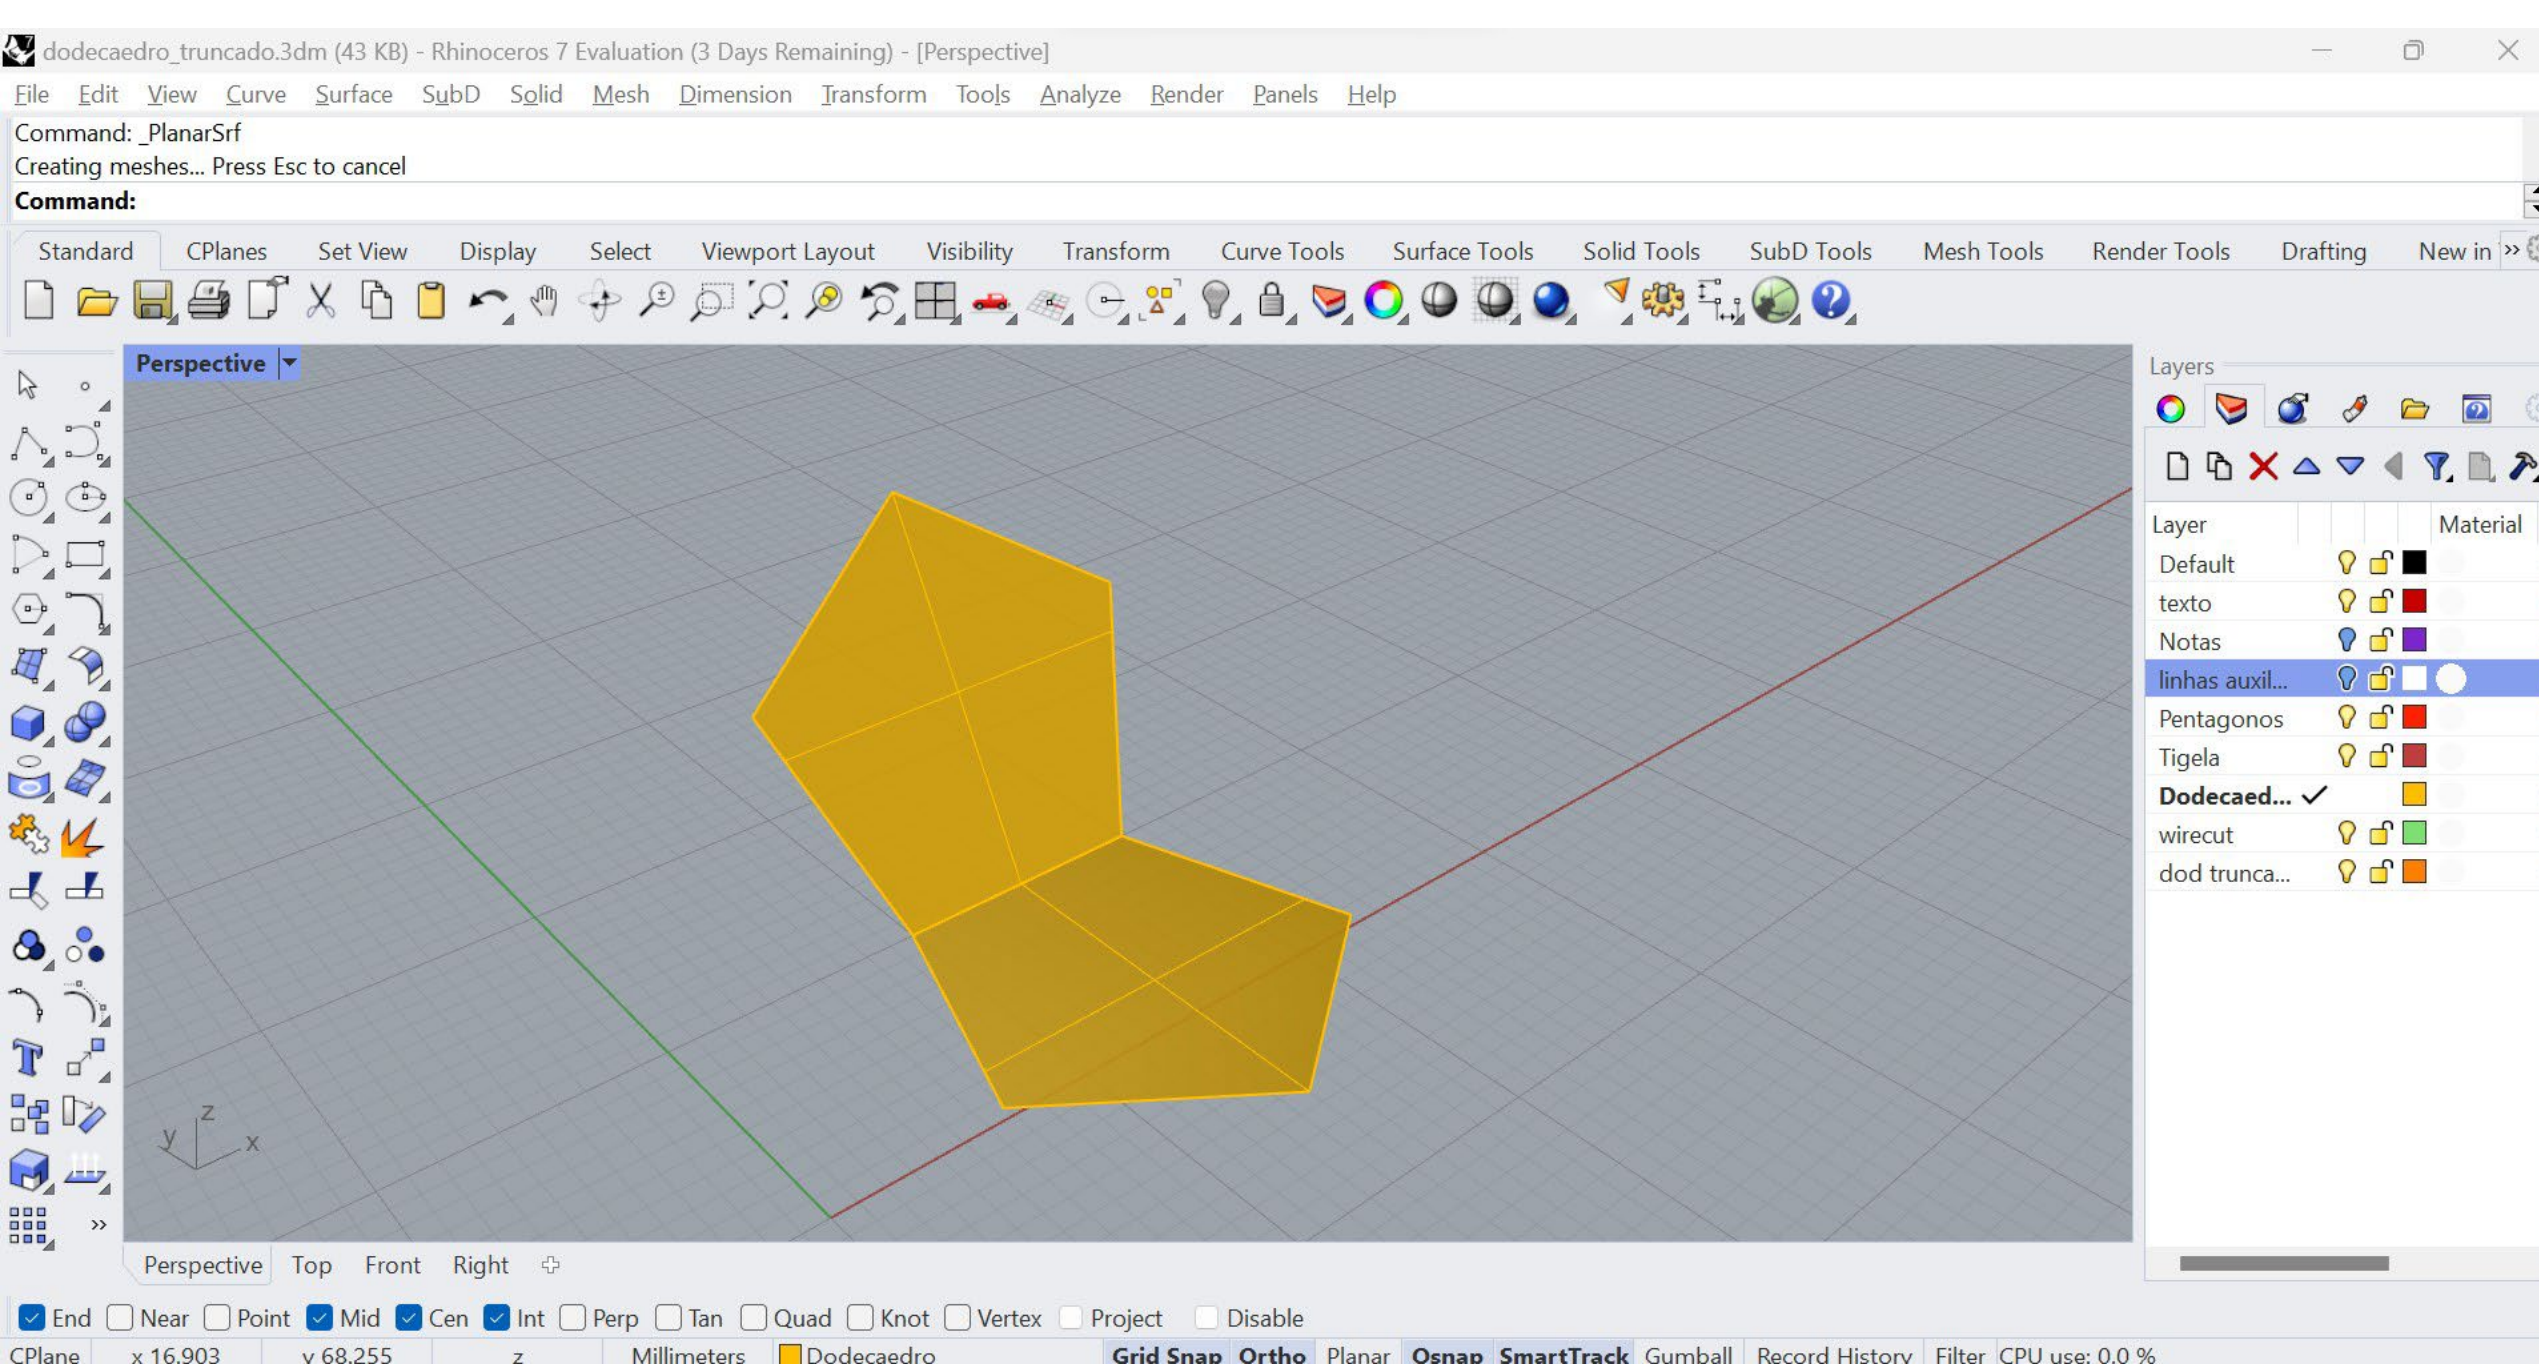 dodecaedro_truncado.3dm (43 KB) - Rhinoceros 7 Evaluation (3 Days Remaining) - [Perspective]
File Edit View Curve Surface SubD Solid Mesh Dimension Transform Tools Analyze Render Panels Help
Command: _PlanarSrf
Creating meshes... Press Esc to cancel
Command:
Standard CPlanes Set View Display Select Viewport Layout Visibility Transform Curve Tools Surface Tools Solid Tools SubD Tools Mesh Tools Render Tools Drafting New in »
Perspective
Layers
Layer Material
Default
texto
Notas
linhas auxil...
Pentagonos
Tigela
Dodecaed...
wirecut
dod trunca...
z
y x
»
Perspective Top Front Right
End Near Point Mid Cen Int Perp Tan Quad Knot Vertex Project Disable
CPlane x 16.903 y 68.255 z Millimeters Dodecaedro Grid Snap Ortho Planar Osnap SmartTrack Gumball Record History Filter CPU use: 0.0 %